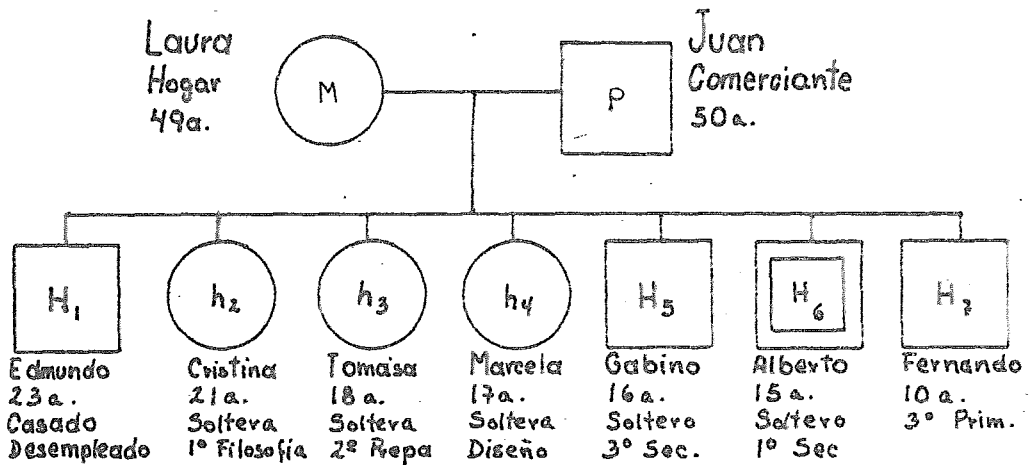 Laura
Hogar
49a.
M
P
Juan
Comerciante
50a.
H1
h2
h3
h4
H5
H6
H7
Edmundo
23a.
Casado
Desempleado
Cristina
21a.
Soltera
1º Filosofía
Tomasa
18a.
Soltera
2º Prepa
Marcela
17a.
Soltera
Diseño
Gabino
16a.
Soltero
3º Sec.
Alberto
15a.
Soltero
1º Sec
Fernando
10a.
3º Prim.